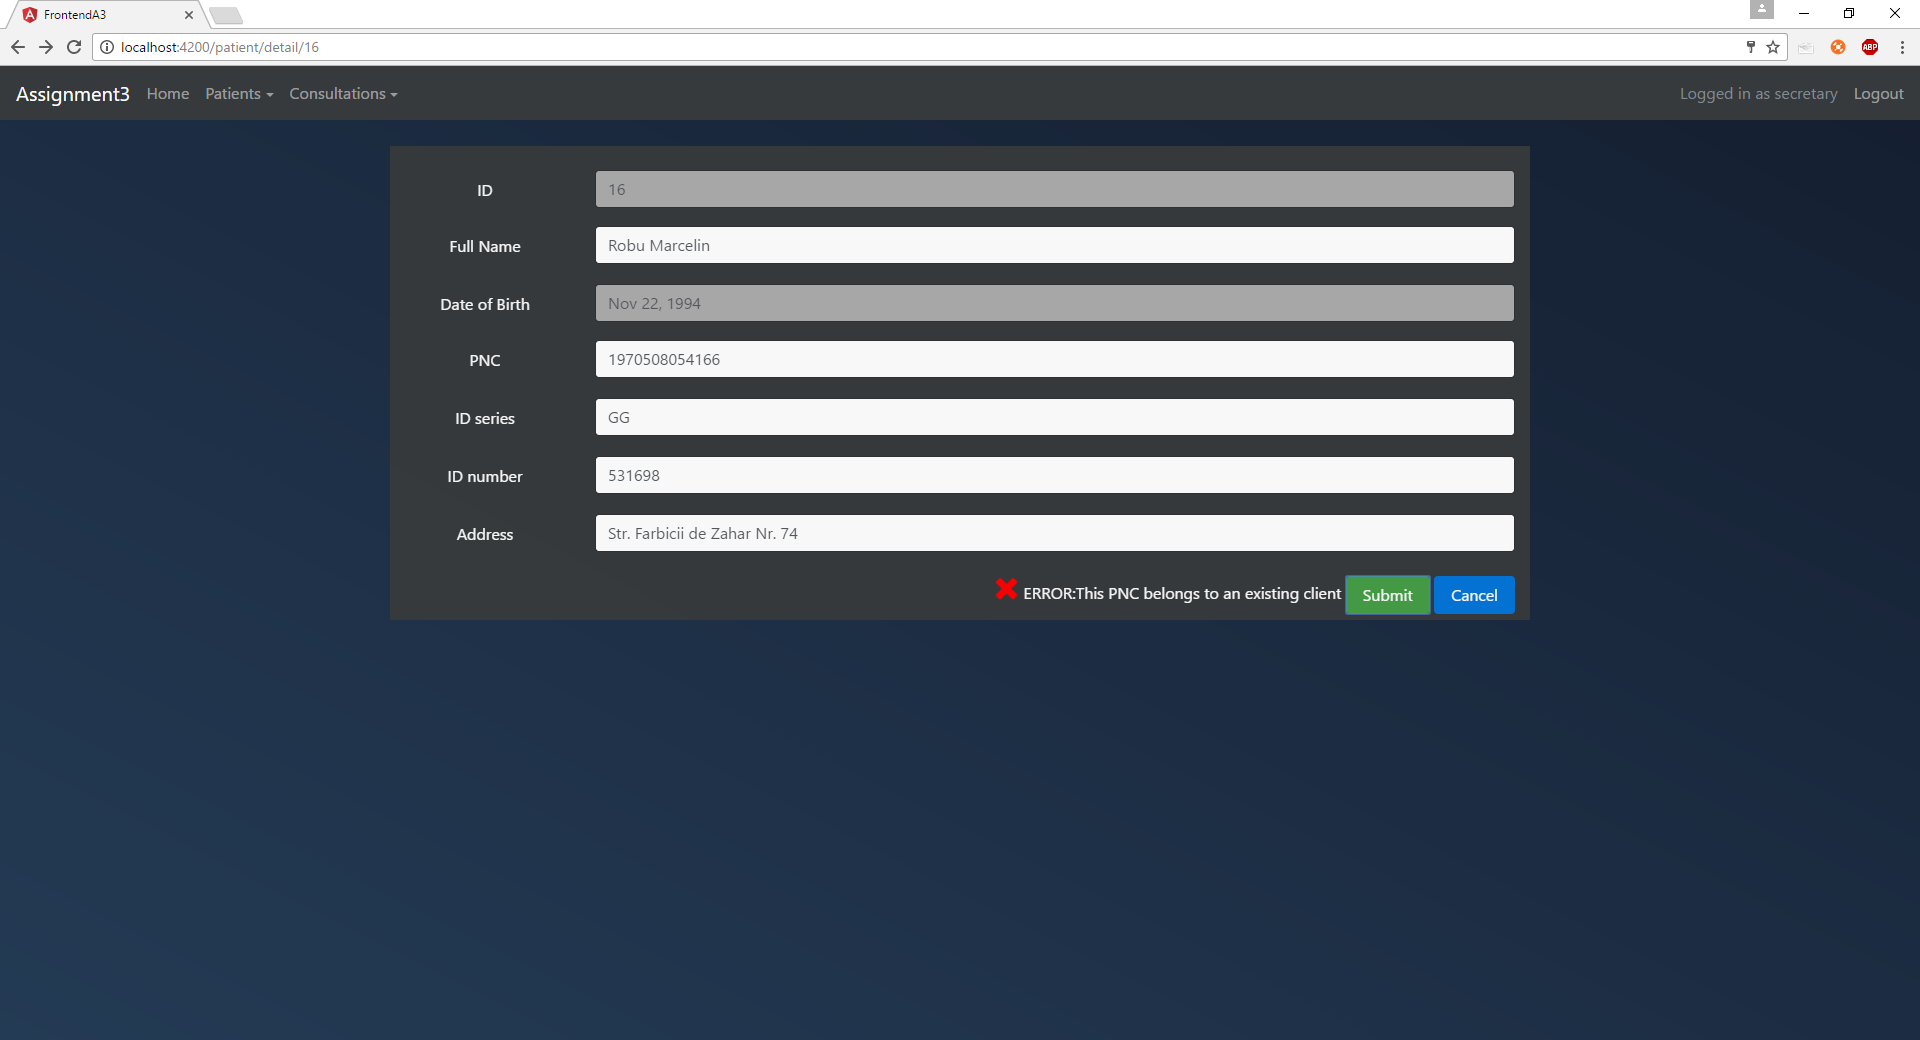 FrontendA3
localhost:4200/patient/detail/16
ABP
Assignment3 Home Patients Consultations Logged in as secretary Logout
ID 16
Full Name Robu Marcelin
Date of Birth Nov 22, 1994
PNC 1970508054166
ID series GG
ID number 531698
Address Str. Farbicii de Zahar Nr. 74
ERROR:This PNC belongs to an existing client Submit Cancel